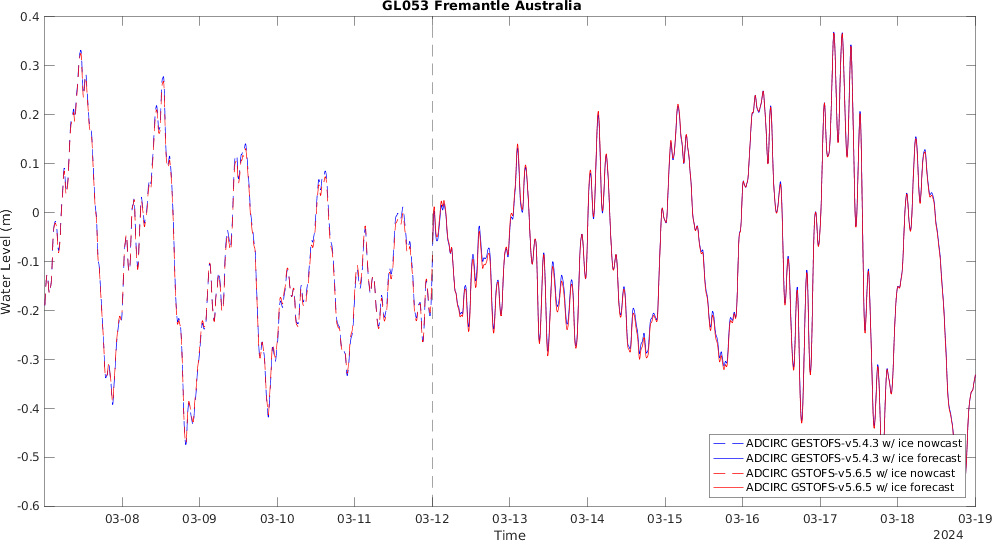 GL053 Fremantle Australia
0.4
0.3
0.2
0.1
0
-0.1
-0.2
-0.3
-0.4
-0.5
-0.6
Water Level (m)
ADCIRC GESTOFS-v5.4.3 w/ ice nowcast
ADCIRC GESTOFS-v5.4.3 w/ ice forecast
ADCIRC GSTOFS-v5.6.5 w/ ice nowcast
ADCIRC GSTOFS-v5.6.5 w/ ice forecast
03-08 03-09 03-10 03-11 03-12 03-13 03-14 03-15 03-16 03-17 03-18 03-19
Time
2024